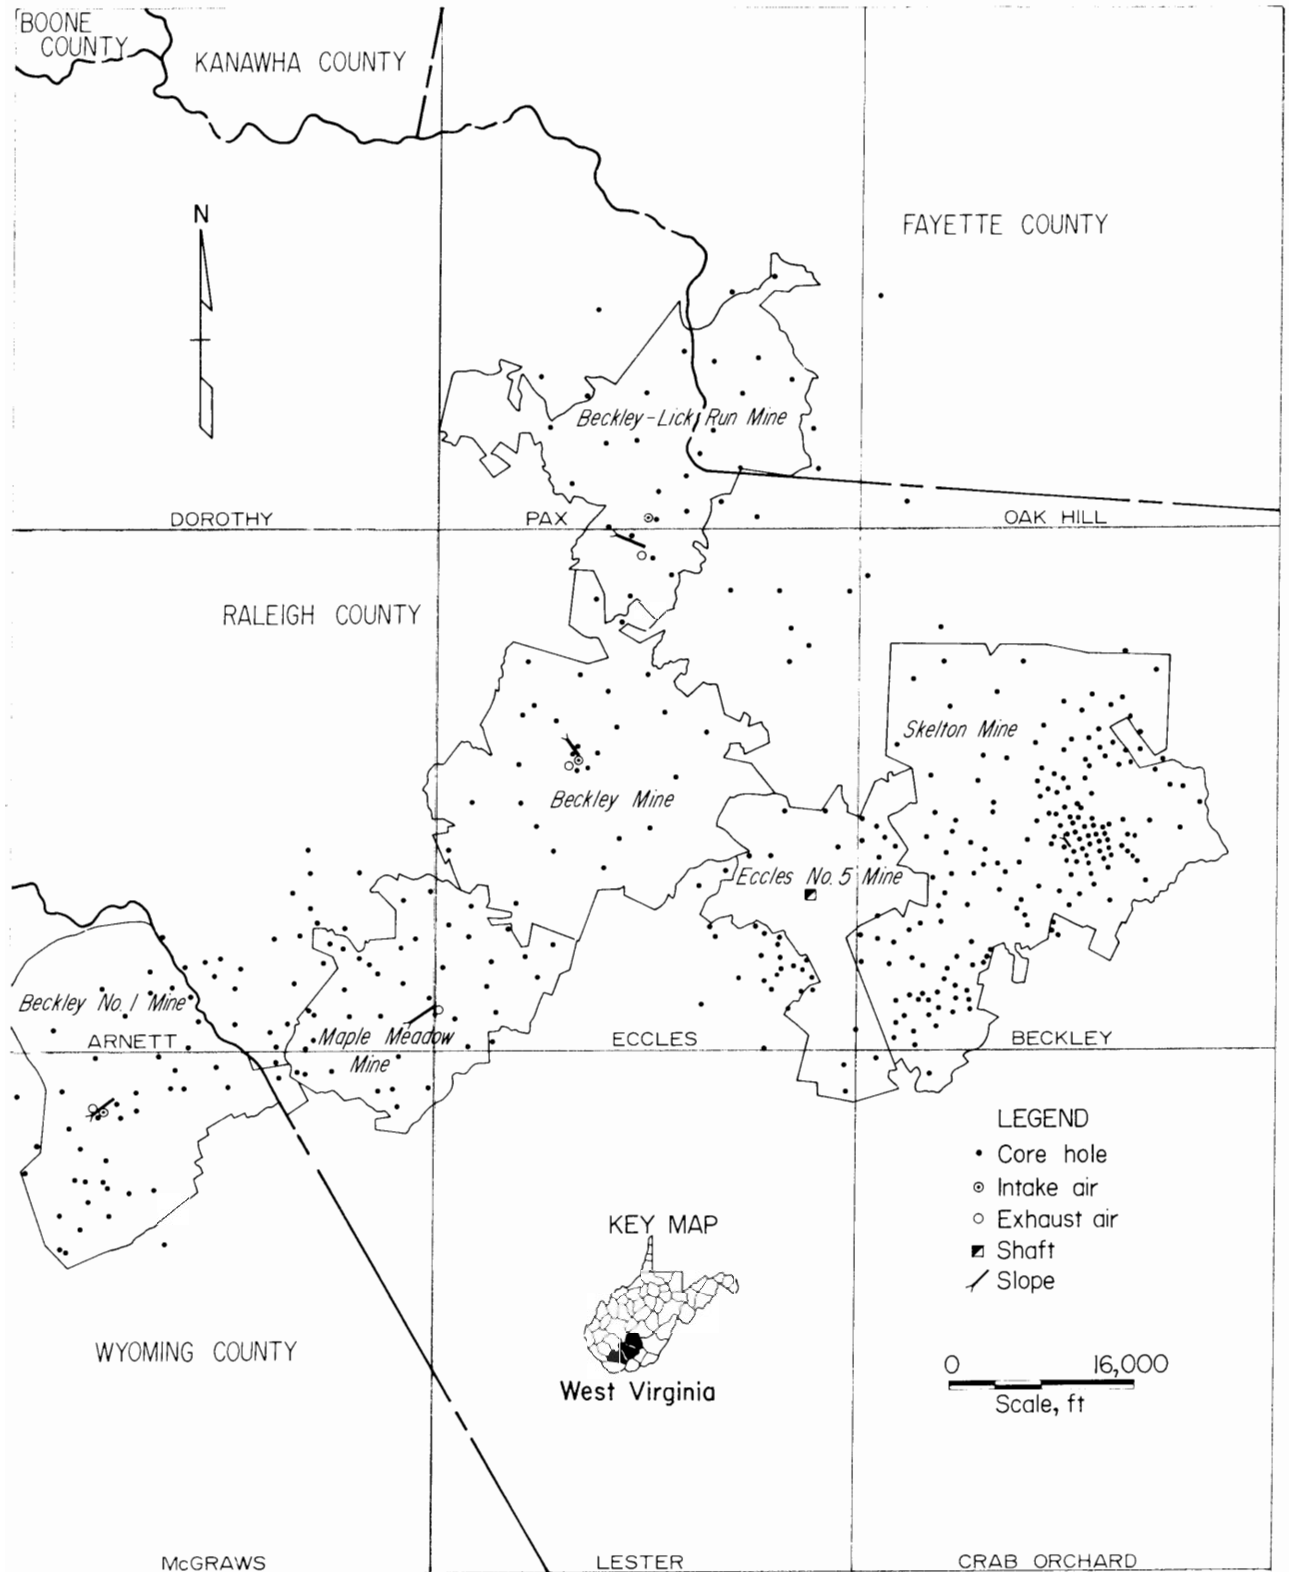 BOONE
COUNTY
KANAWHA COUNTY
N
FAYETTE COUNTY
Beckley-Lick Run Mine
DOROTHY
PAX
OAK HILL
RALEIGH COUNTY
Skelton Mine
Beckley Mine
Eccles No. 5 Mine
Beckley No. 1 Mine
ARNETT
Maple Meadow
Mine
ECCLES
BECKLEY
LEGEND
Core hole
Intake air
Exhaust air
Shaft
Slope
KEY MAP
West Virginia
WYOMING COUNTY
0 16,000
Scale, ft
McGRAWS
LESTER
CRAB ORCHARD